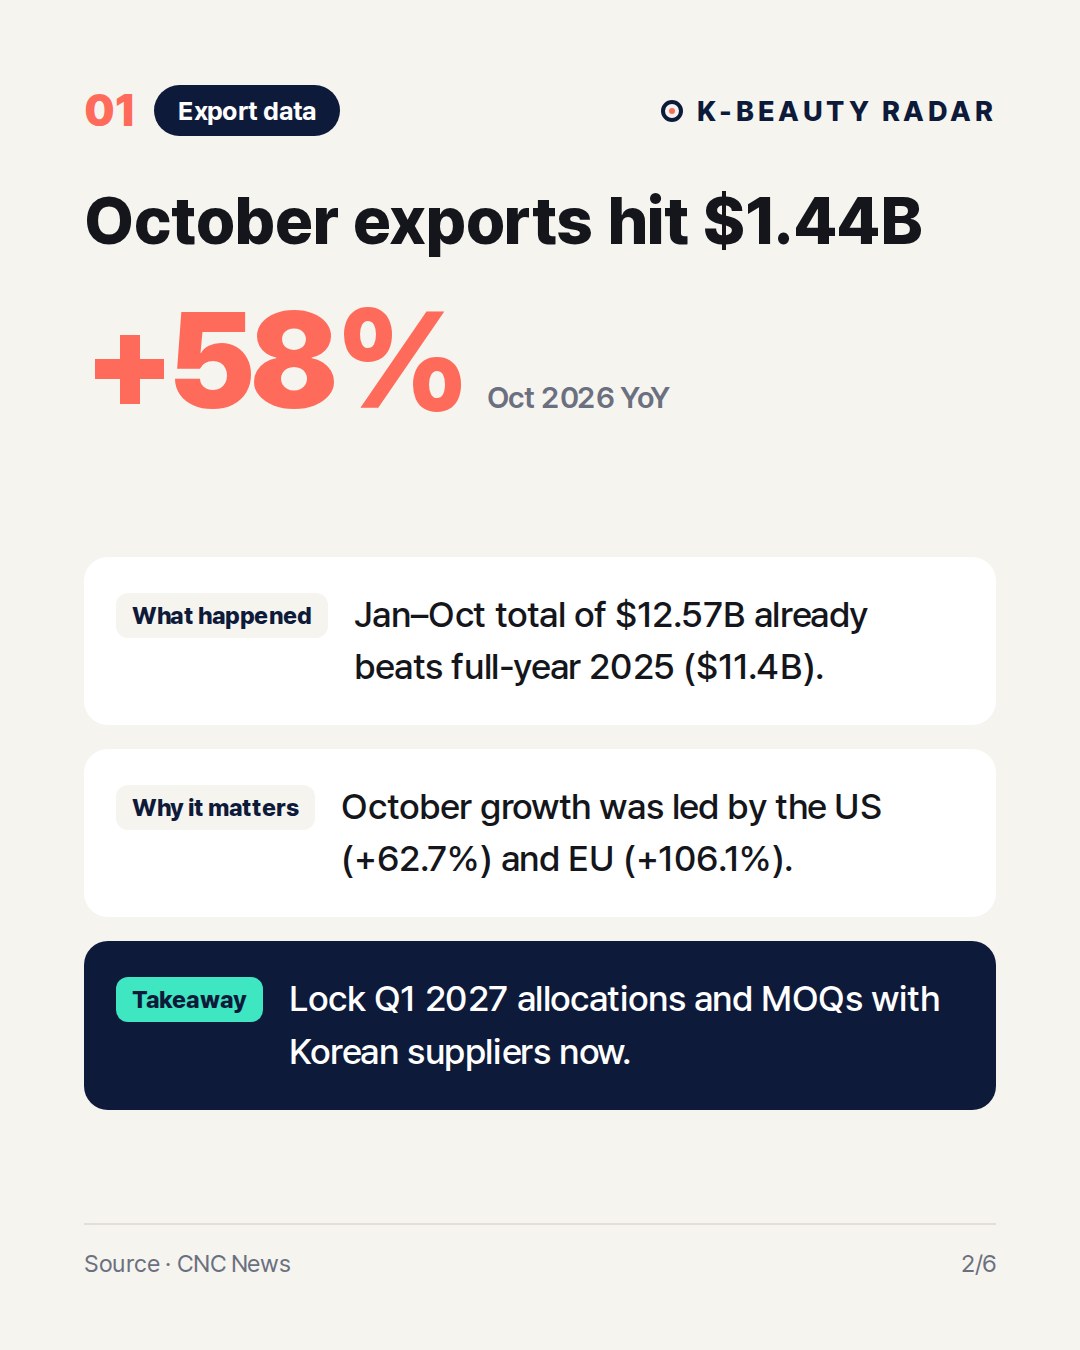 01 Export data
K-BEAUTY RADAR
October exports hit $1.44B
+58% Oct 2026 YoY
What happened
Jan–Oct total of $12.57B already
beats full-year 2025 ($11.4B).
Why it matters
October growth was led by the US
(+62.7%) and EU (+106.1%).
Takeaway
Lock Q1 2027 allocations and MOQs with
Korean suppliers now.
Source · CNC News
2/6